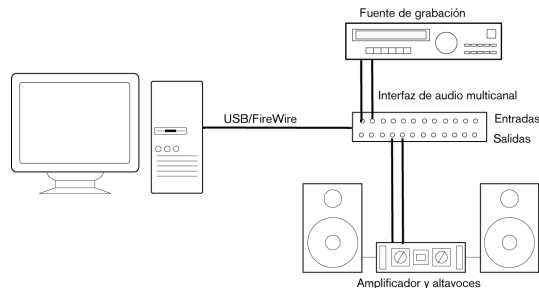 Fuente de grabación
Interfaz de audio multicanal
USB/FireWire
Entradas
Salidas
Amplificador y altavoces